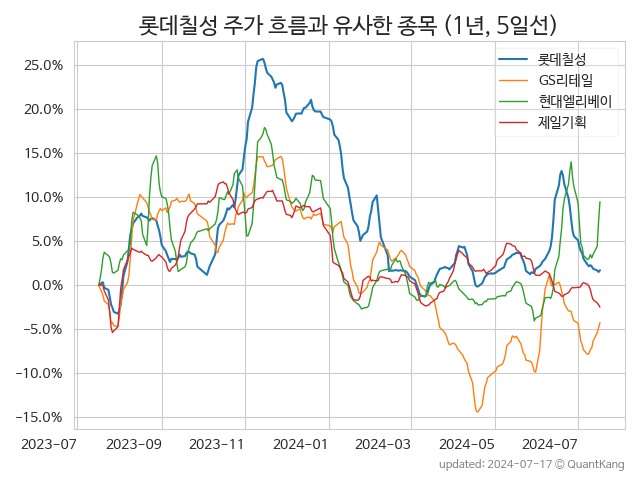 롯데칠성 주가 흐름과 유사한 종목 (1년, 5일선)
롯데칠성
GS리테일
현대엘리베이
제일기획
25.0%
20.0%
15.0%
10.0%
5.0%
0.0%
−5.0%
−10.0%
−15.0%
2023-07 2023-09 2023-11 2024-01 2024-03 2024-05 2024-07
updated: 2024-07-17 © QuantKang